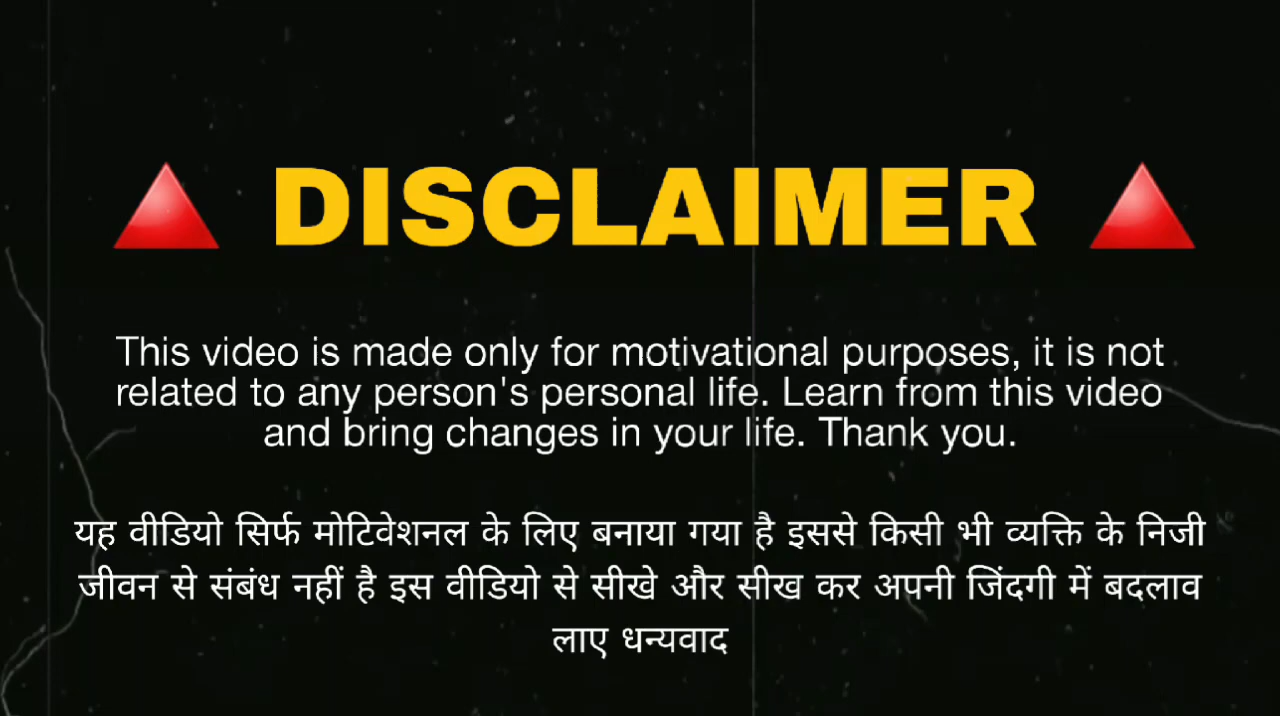 DISCLAIMER
This video is made only for motivational purposes, it is not
related to any person's personal life. Learn from this video
and bring changes in your life. Thank you.
यह वीडियो सिर्फ मोटिवेशनल के लिए बनाया गया है इससे किसी भी व्यक्ति के निजी
जीवन से संबंध नहीं है इस वीडियो से सीखे और सीख कर अपनी जिंदगी में बदलाव
लाए धन्यवाद